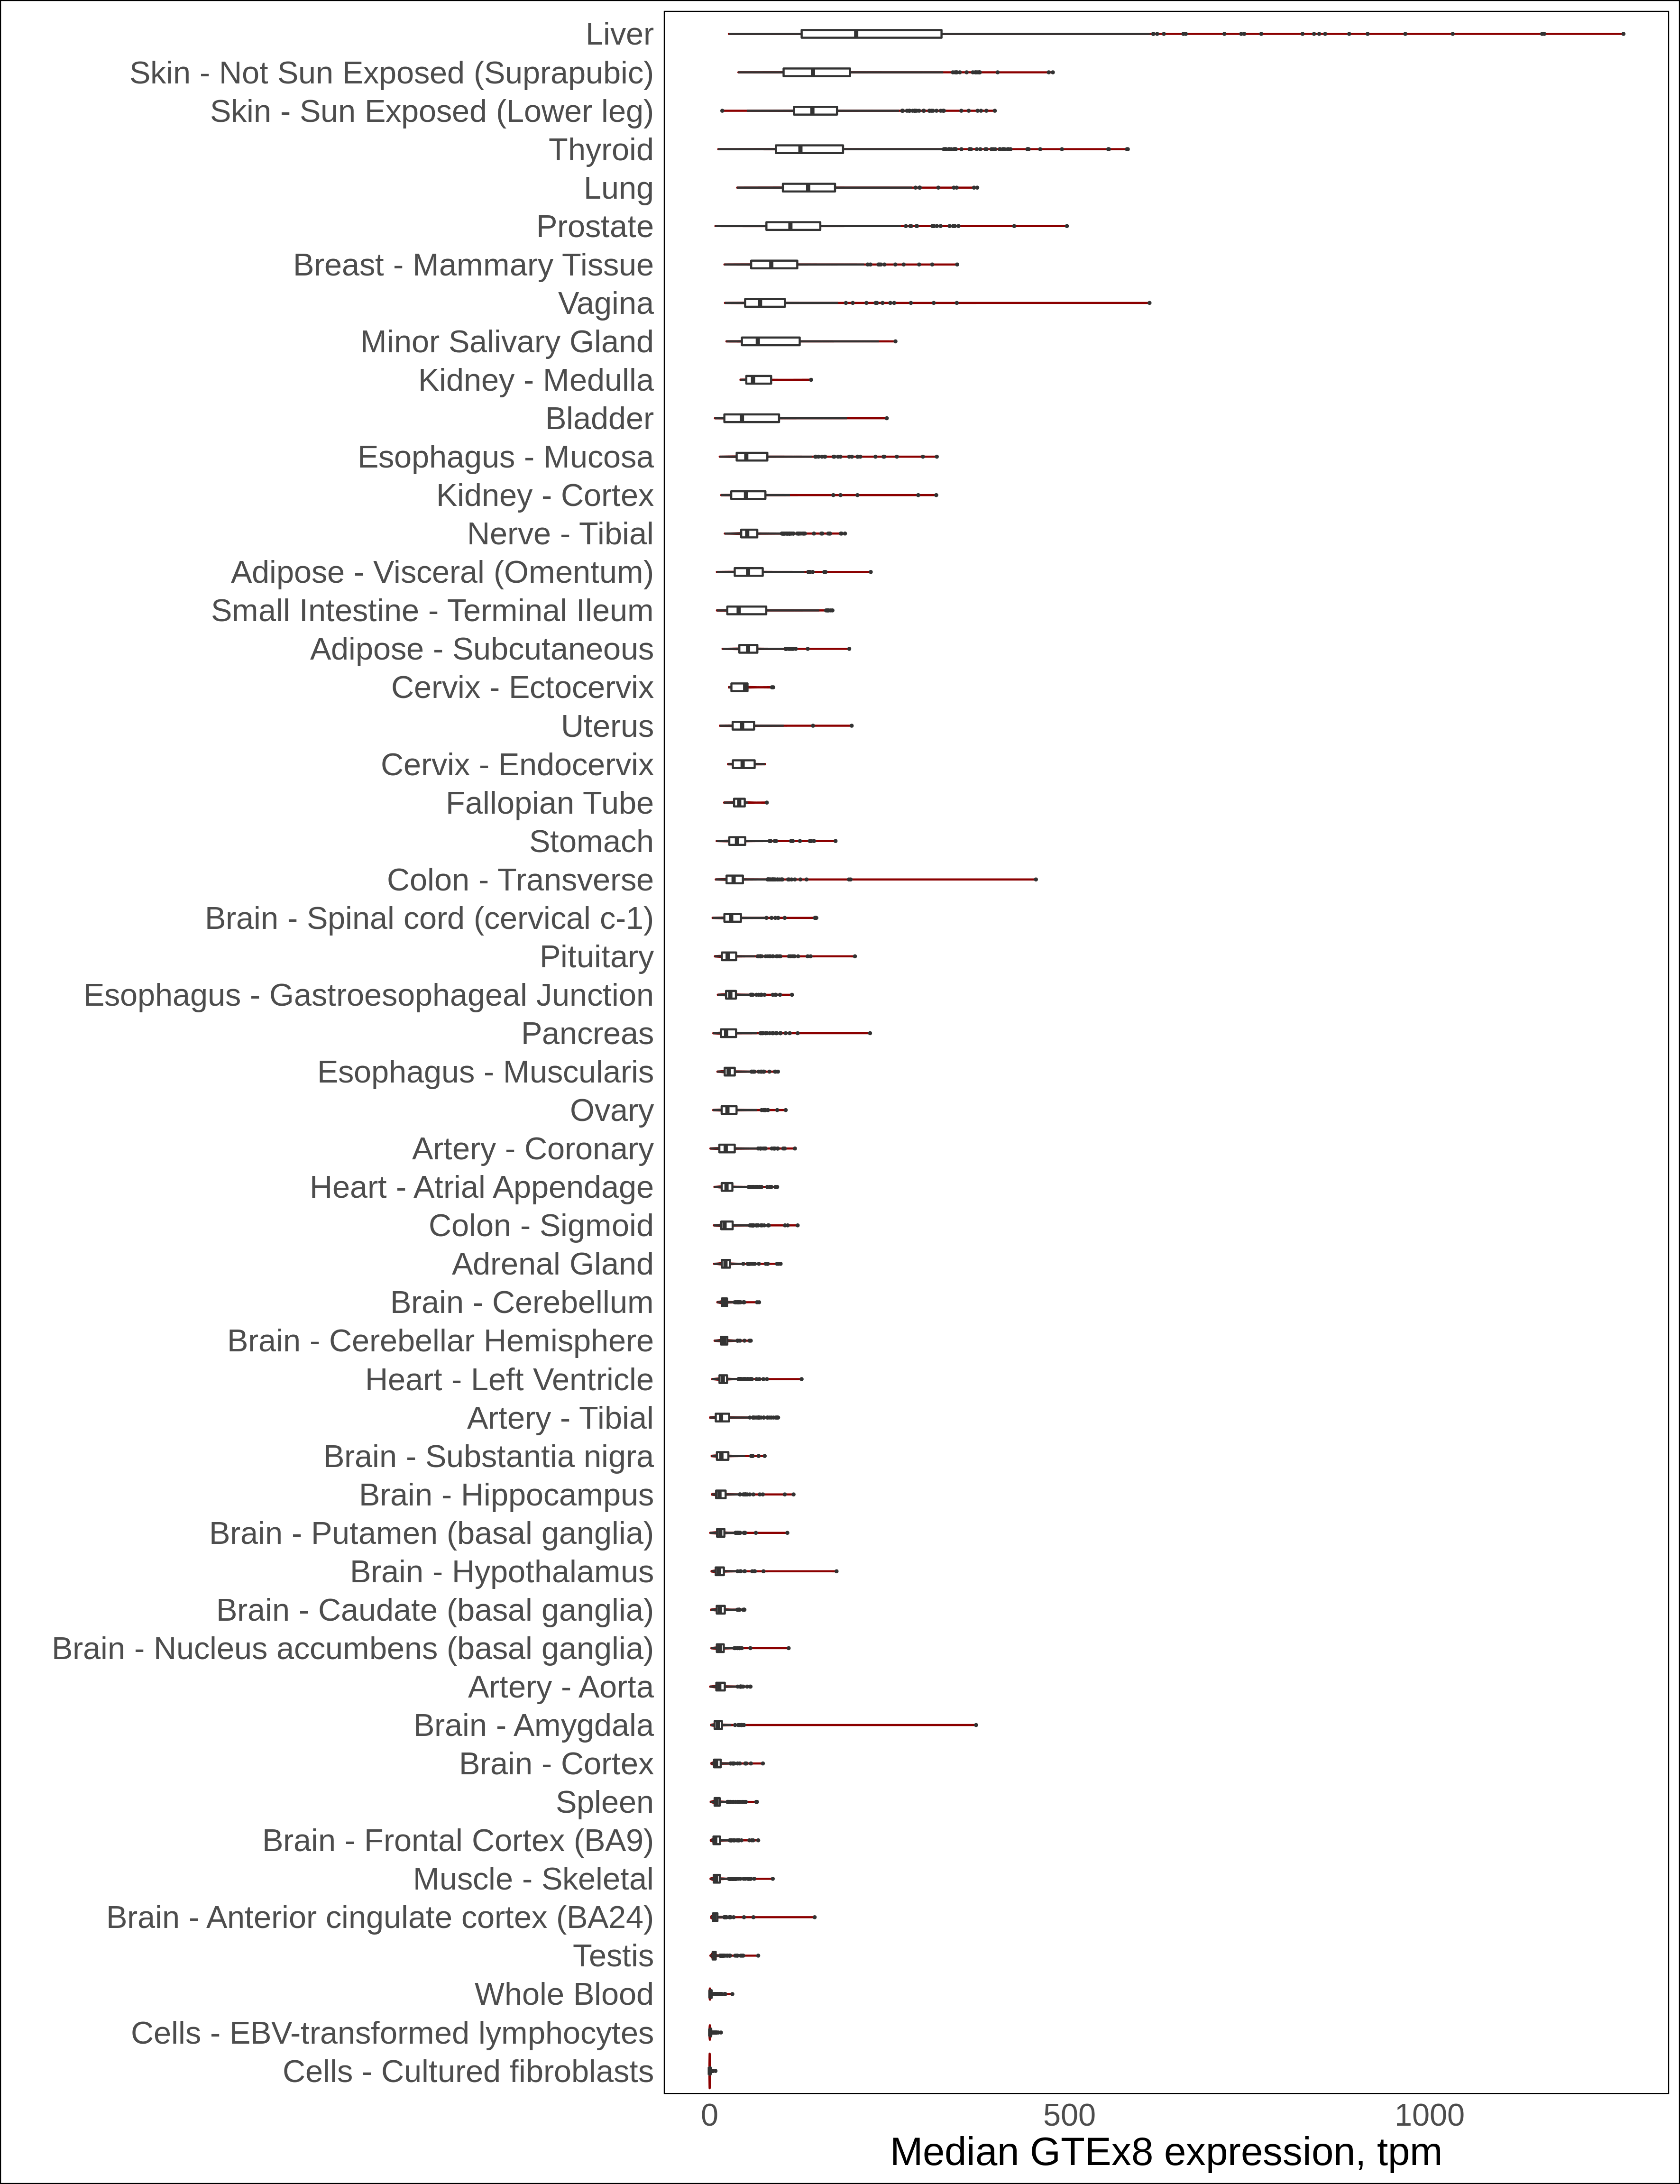 Liver
Skin - Not Sun Exposed (Suprapubic)
Skin - Sun Exposed (Lower leg)
Thyroid
Lung
Prostate
Breast - Mammary Tissue
Vagina
Minor Salivary Gland
Kidney - Medulla
Bladder
Esophagus - Mucosa
Kidney - Cortex
Nerve - Tibial
Adipose - Visceral (Omentum)
Small Intestine - Terminal Ileum
Adipose - Subcutaneous
Cervix - Ectocervix
Uterus
Cervix - Endocervix
Fallopian Tube
Stomach
Colon - Transverse
Brain - Spinal cord (cervical c-1)
Pituitary
Esophagus - Gastroesophageal Junction
Pancreas
Esophagus - Muscularis
Ovary
Artery - Coronary
Heart - Atrial Appendage
Colon - Sigmoid
Adrenal Gland
Brain - Cerebellum
Brain - Cerebellar Hemisphere
Heart - Left Ventricle
Artery - Tibial
Brain - Substantia nigra
Brain - Hippocampus
Brain - Putamen (basal ganglia)
Brain - Hypothalamus
Brain - Caudate (basal ganglia)
Brain - Nucleus accumbens (basal ganglia)
Artery - Aorta
Brain - Amygdala
Brain - Cortex
Spleen
Brain - Frontal Cortex (BA9)
Muscle - Skeletal
Brain - Anterior cingulate cortex (BA24)
Testis
Whole Blood
Cells - EBV-transformed lymphocytes
Cells - Cultured fibroblasts
0 500 1000
Median GTEx8 expression, tpm